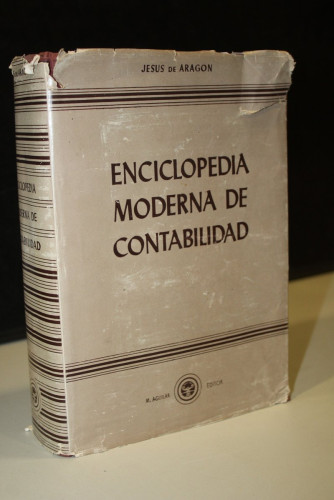 JESUS DE ARAGON
ENCICLOPEDIA
MODERNA DE
CONTABILIDAD
M. AGUILAR
EDITOR